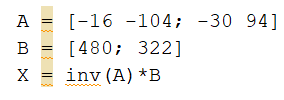 A = [-16 -104; -30 94]
B = [480; 322]
X = inv(A)*B